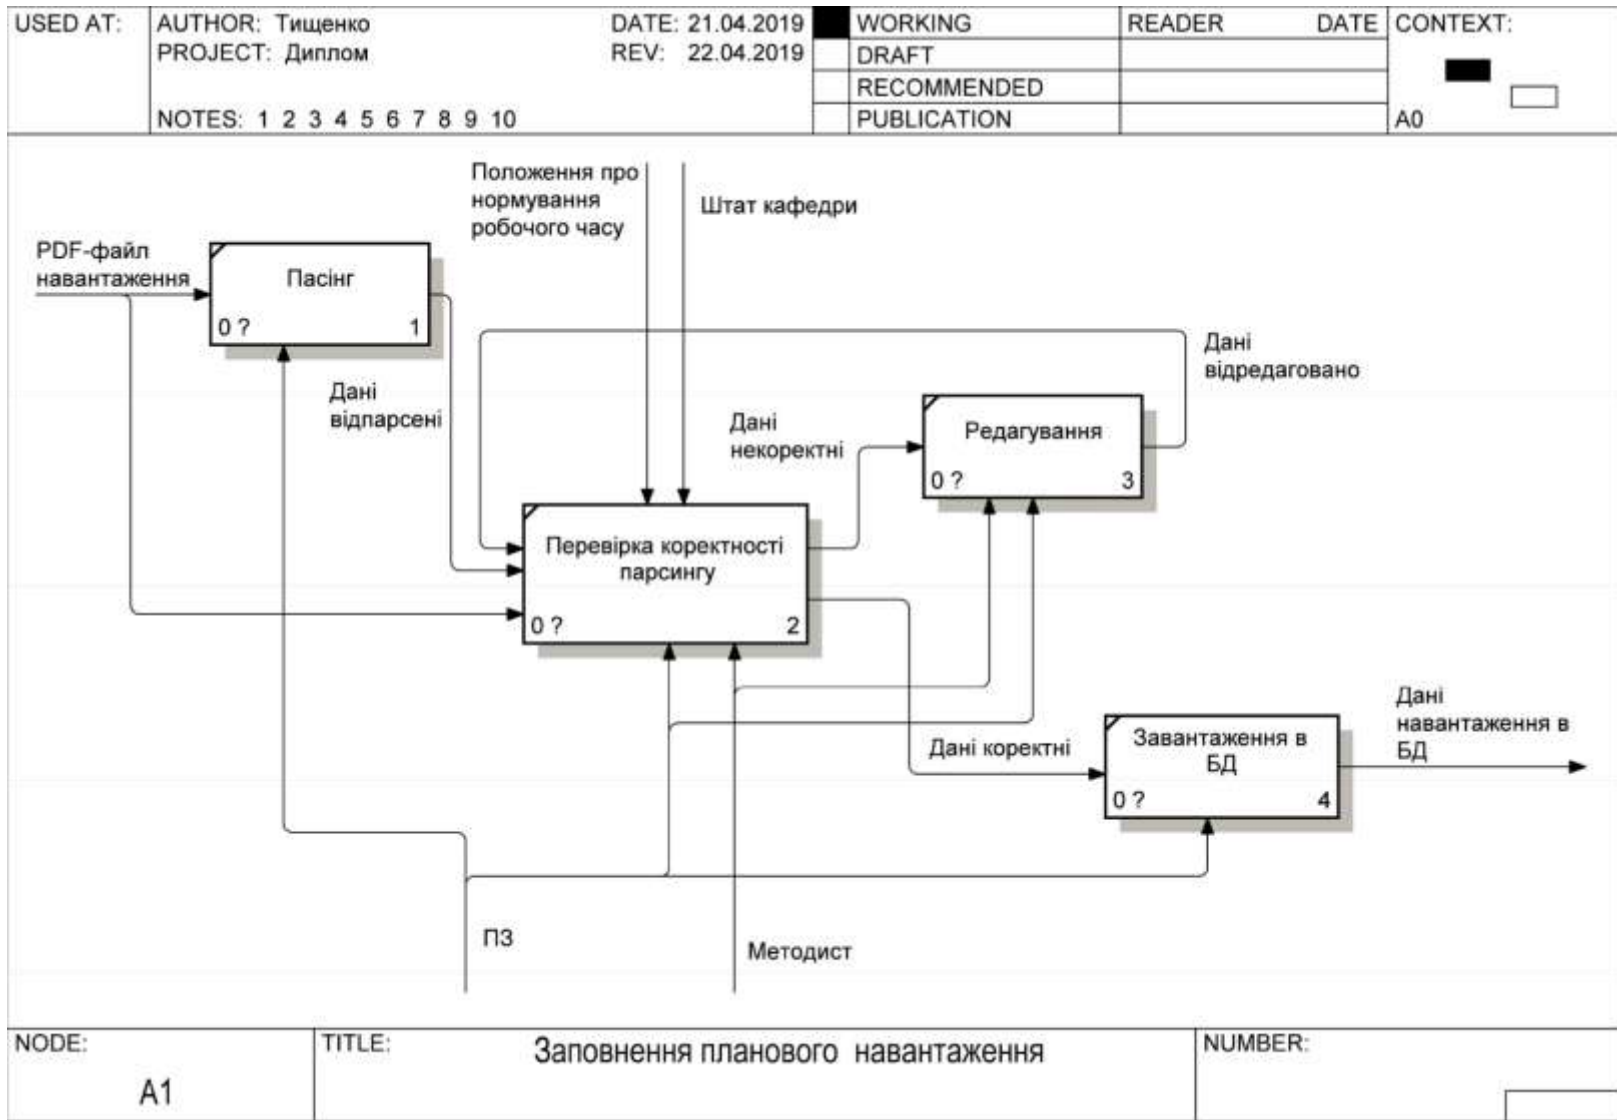 USED AT:
AUTHOR: Тищенко
DATE: 21.04.2019
WORKING
READER
DATE
CONTEXT:
PROJECT: Диплом
REV: 22.04.2019
DRAFT
RECOMMENDED
NOTES: 1 2 3 4 5 6 7 8 9 10
PUBLICATION
A0
Положення про
нормування
робочого часу
Штат кафедри
PDF-файл
навантаження
Пасінг
0 ?
1
Дані
відпарсені
Дані
відредаговано
Дані
некоректні
Редагування
0 ?
3
Перевірка коректності
парсингу
0 ?
2
Дані коректні
Завантаження в
БД
0 ?
4
Дані
навантаження в
БД
ПЗ
Методист
NODE:
A1
TITLE:
Заповнення планового навантаження
NUMBER: